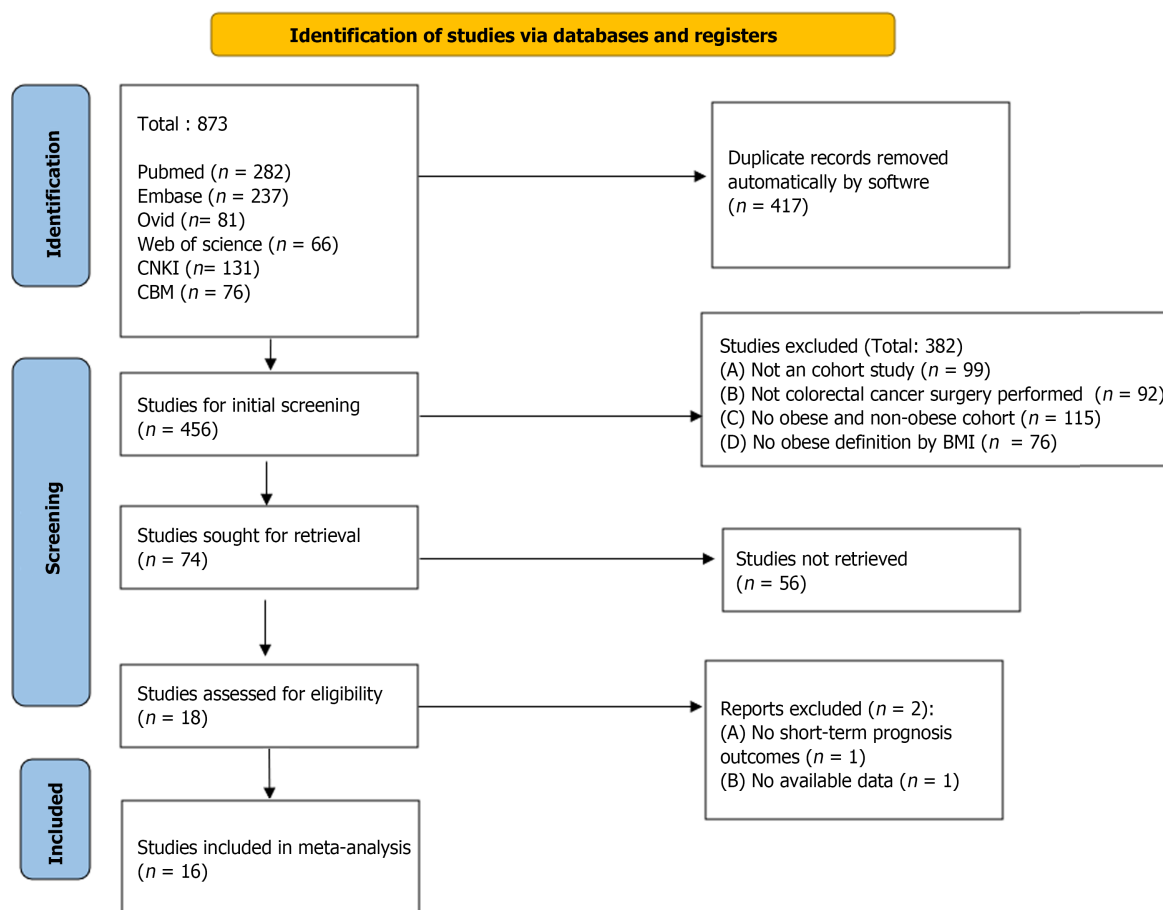 Identification of studies via databases and registers
Identification
Total : 873
Pubmed (n = 282)
Embase (n = 237)
Ovid (n= 81)
Web of science (n = 66)
CNKI (n= 131)
CBM (n = 76)
Duplicate records removed
automatically by softwre
(n = 417)
Screening
Studies for initial screening
(n = 456)
Studies excluded (Total: 382)
(A) Not an cohort study (n = 99)
(B) Not colorectal cancer surgery performed (n = 92)
(C) No obese and non-obese cohort (n = 115)
(D) No obese definition by BMI (n = 76)
Studies sought for retrieval
(n = 74)
Studies not retrieved
(n = 56)
Studies assessed for eligibility
(n = 18)
Reports excluded (n = 2):
(A) No short-term prognosis
outcomes (n = 1)
(B) No available data (n = 1)
Included
Studies included in meta-analysis
(n = 16)